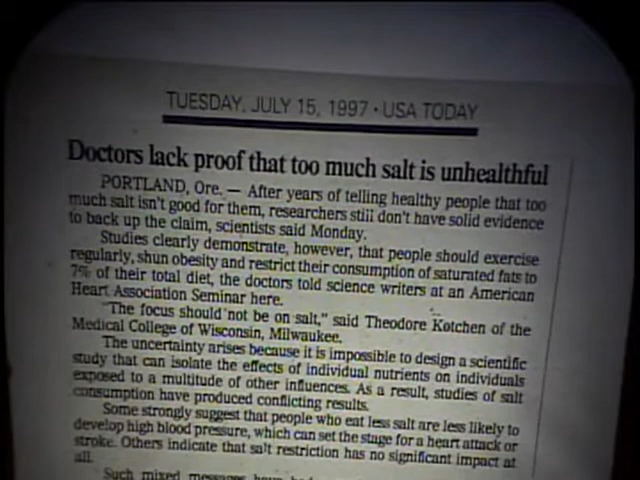 TUESDAY, JULY 15, 1997 · USA TODAY
Doctors lack proof that too much salt is unhealthful
PORTLAND, Ore. — After years of telling healthy people that too
much salt isn't good for them, researchers still don't have solid evidence
to back up the claim, scientists said Monday.
Studies clearly demonstrate, however, that people should exercise
regularly, shun obesity and restrict their consumption of saturated fats to
7% of their total diet, the doctors told science writers at an American
Heart Association Seminar here.
"The focus should not be on salt," said Theodore Kotchen of the
Medical College of Wisconsin, Milwaukee.
The uncertainty arises because it is impossible to design a scientific
study that can isolate the effects of individual nutrients on individuals
exposed to a multitude of other influences. As a result, studies of salt
consumption have produced conflicting results.
Some strongly suggest that people who eat less salt are less likely to
develop high blood pressure, which can set the stage for a heart attack or
stroke. Others indicate that salt restriction has no significant impact at
all.
Such mixed messages have